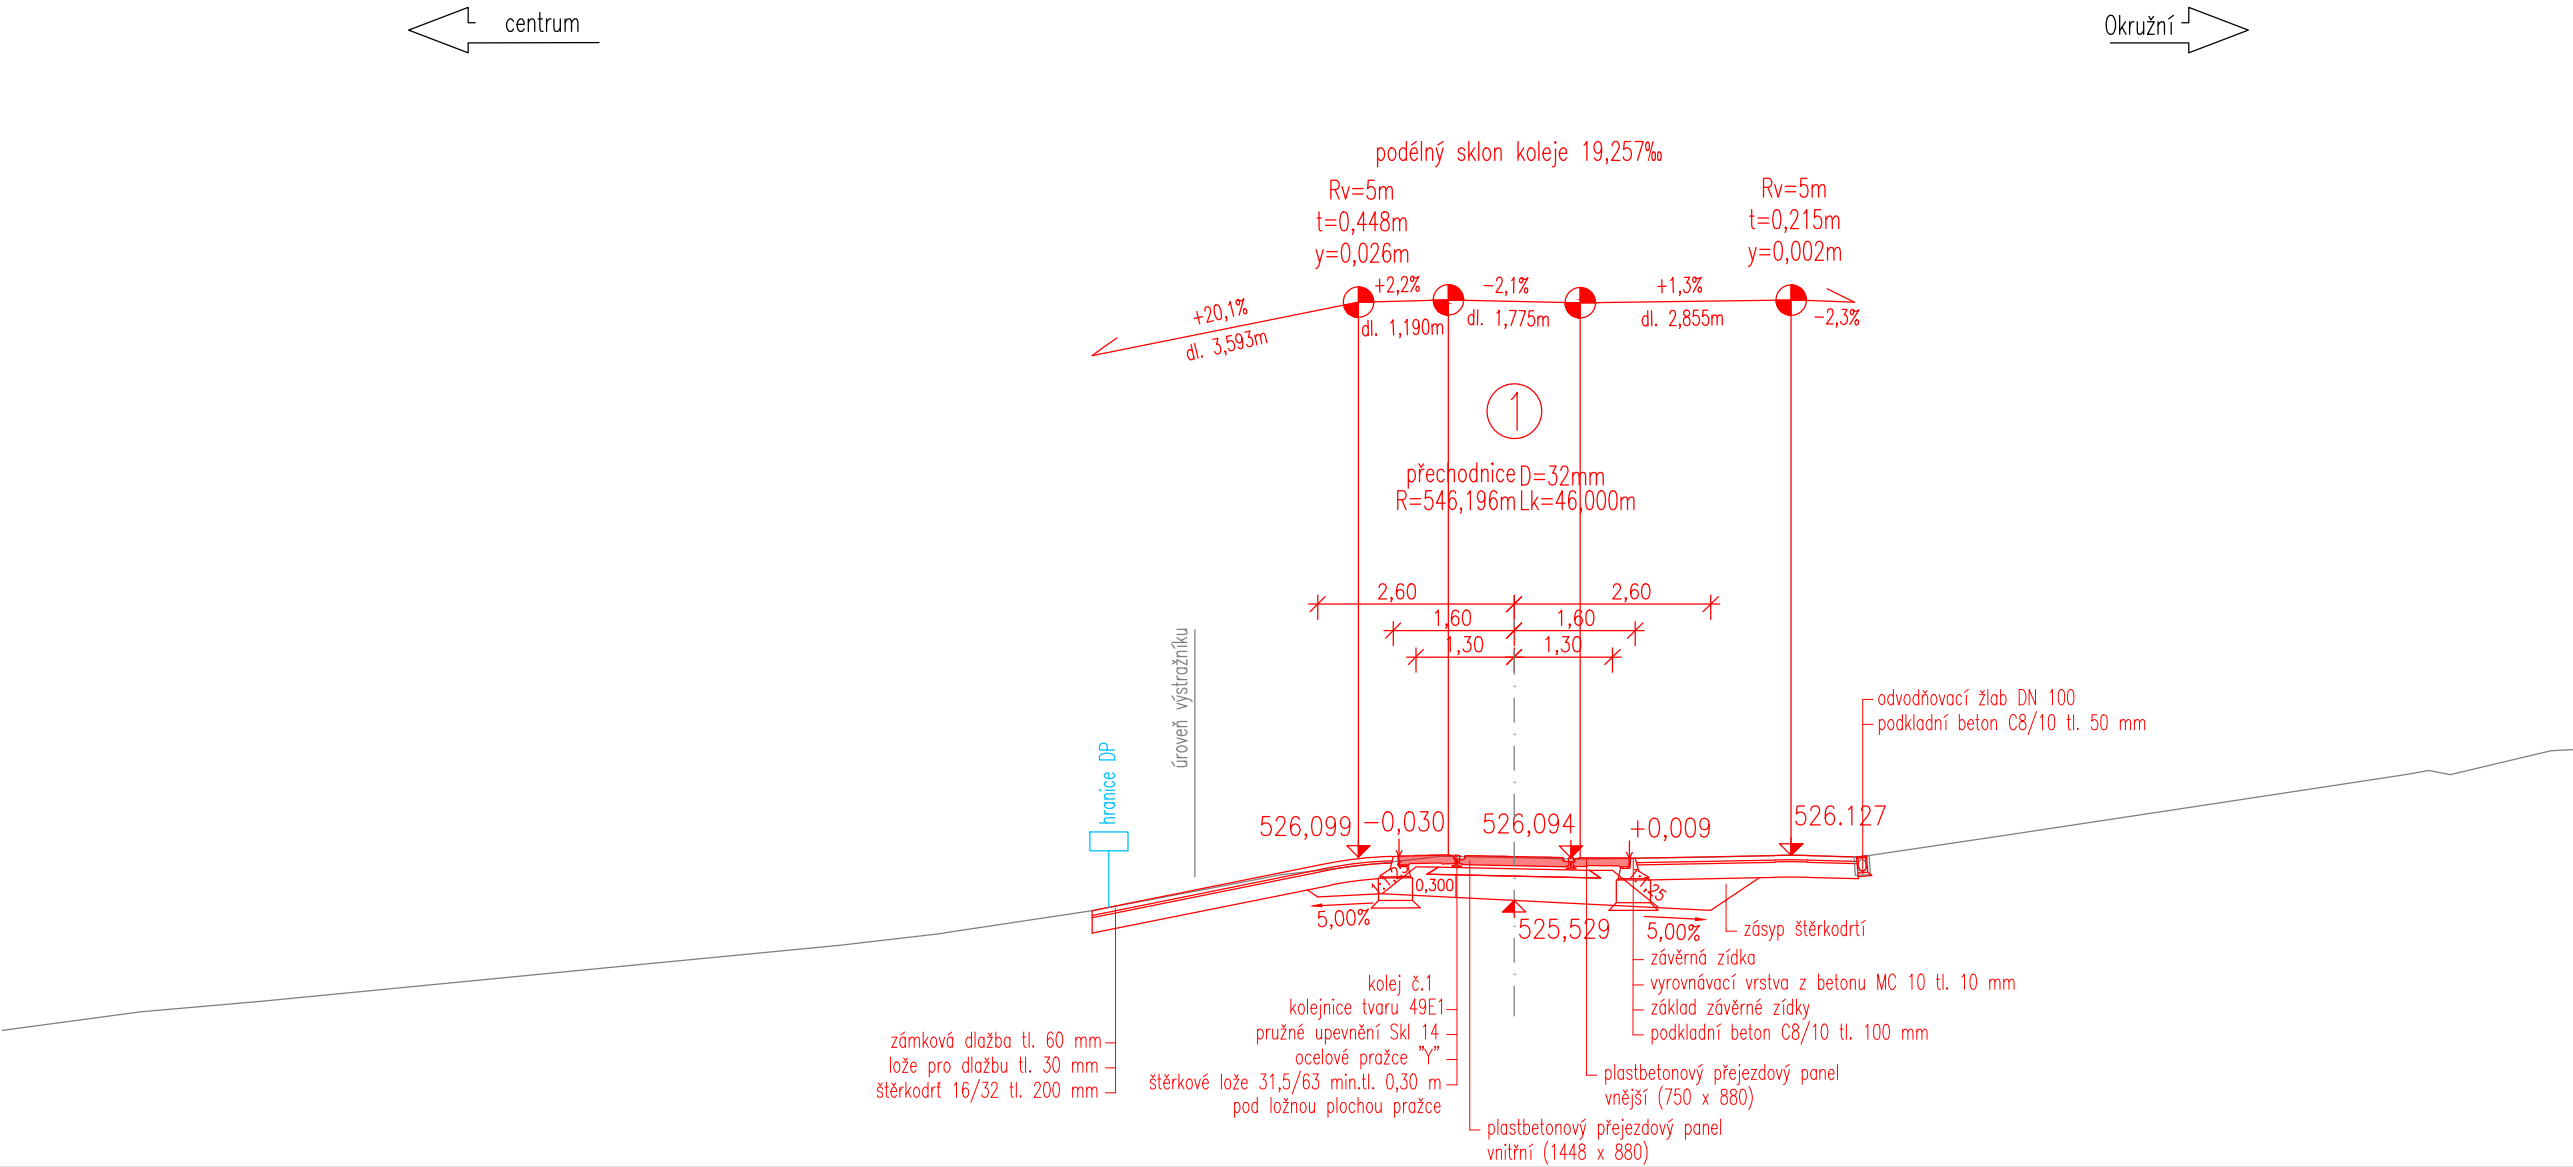 centrum
Okružní
podélný sklon koleje 19,257‰
Rv=5m
t=0,448m
y=0,026m
Rv=5m
t=0,215m
y=0,002m
+20,1%
dl. 3,593m
+2,2%
dl. 1,190m
-2,1%
dl. 1,775m
+1,3%
dl. 2,855m
-2,3%
1
přechodnice D=32mm
R=546,196m Lk=46,000m
2,60
2,60
1,60
1,60
1,30
1,30
úroveň výstražníku
hranice DP
odvodňovací žlab DN 100
podkladní beton C8/10 tl. 50 mm
526,099
-0,030
526,094
+0,009
526.127
1:1,25
0,300
1:1,25
5,00%
525,529
5,00%
zásyp štěrkodrtí
závěrná zídka
vyrovnávací vrstva z betonu MC 10 tl. 10 mm
základ závěrné zídky
podkladní beton C8/10 tl. 100 mm
kolej č.1
kolejnice tvaru 49E1
pružné upevnění Skl 14
ocelové pražce "Y"
štěrkové lože 31,5/63 min.tl. 0,30 m
pod ložnou plochou pražce
zámková dlažba tl. 60 mm
lože pro dlažbu tl. 30 mm
štěrkodrť 16/32 tl. 200 mm
plastbetonový přejezdový panel
vnější (750 x 880)
plastbetonový přejezdový panel
vnitřní (1448 x 880)